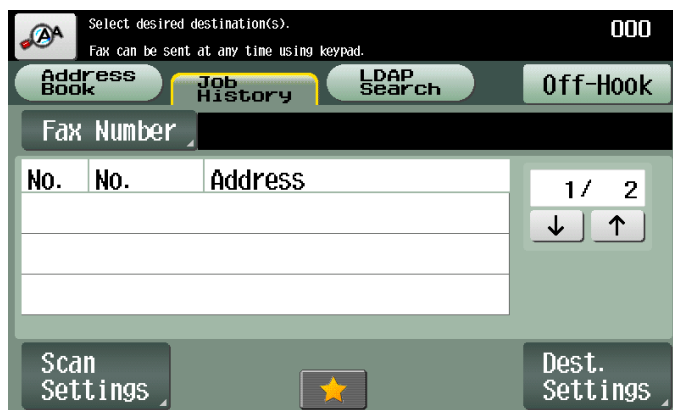 Select desired destination(s).
Fax can be sent at any time using keypad.
000
Address
Book
Job
History
LDAP
Search
Off-Hook
Fax Number
No. No. Address
1/ 2
↓ ↑
Scan
Settings
Dest.
Settings